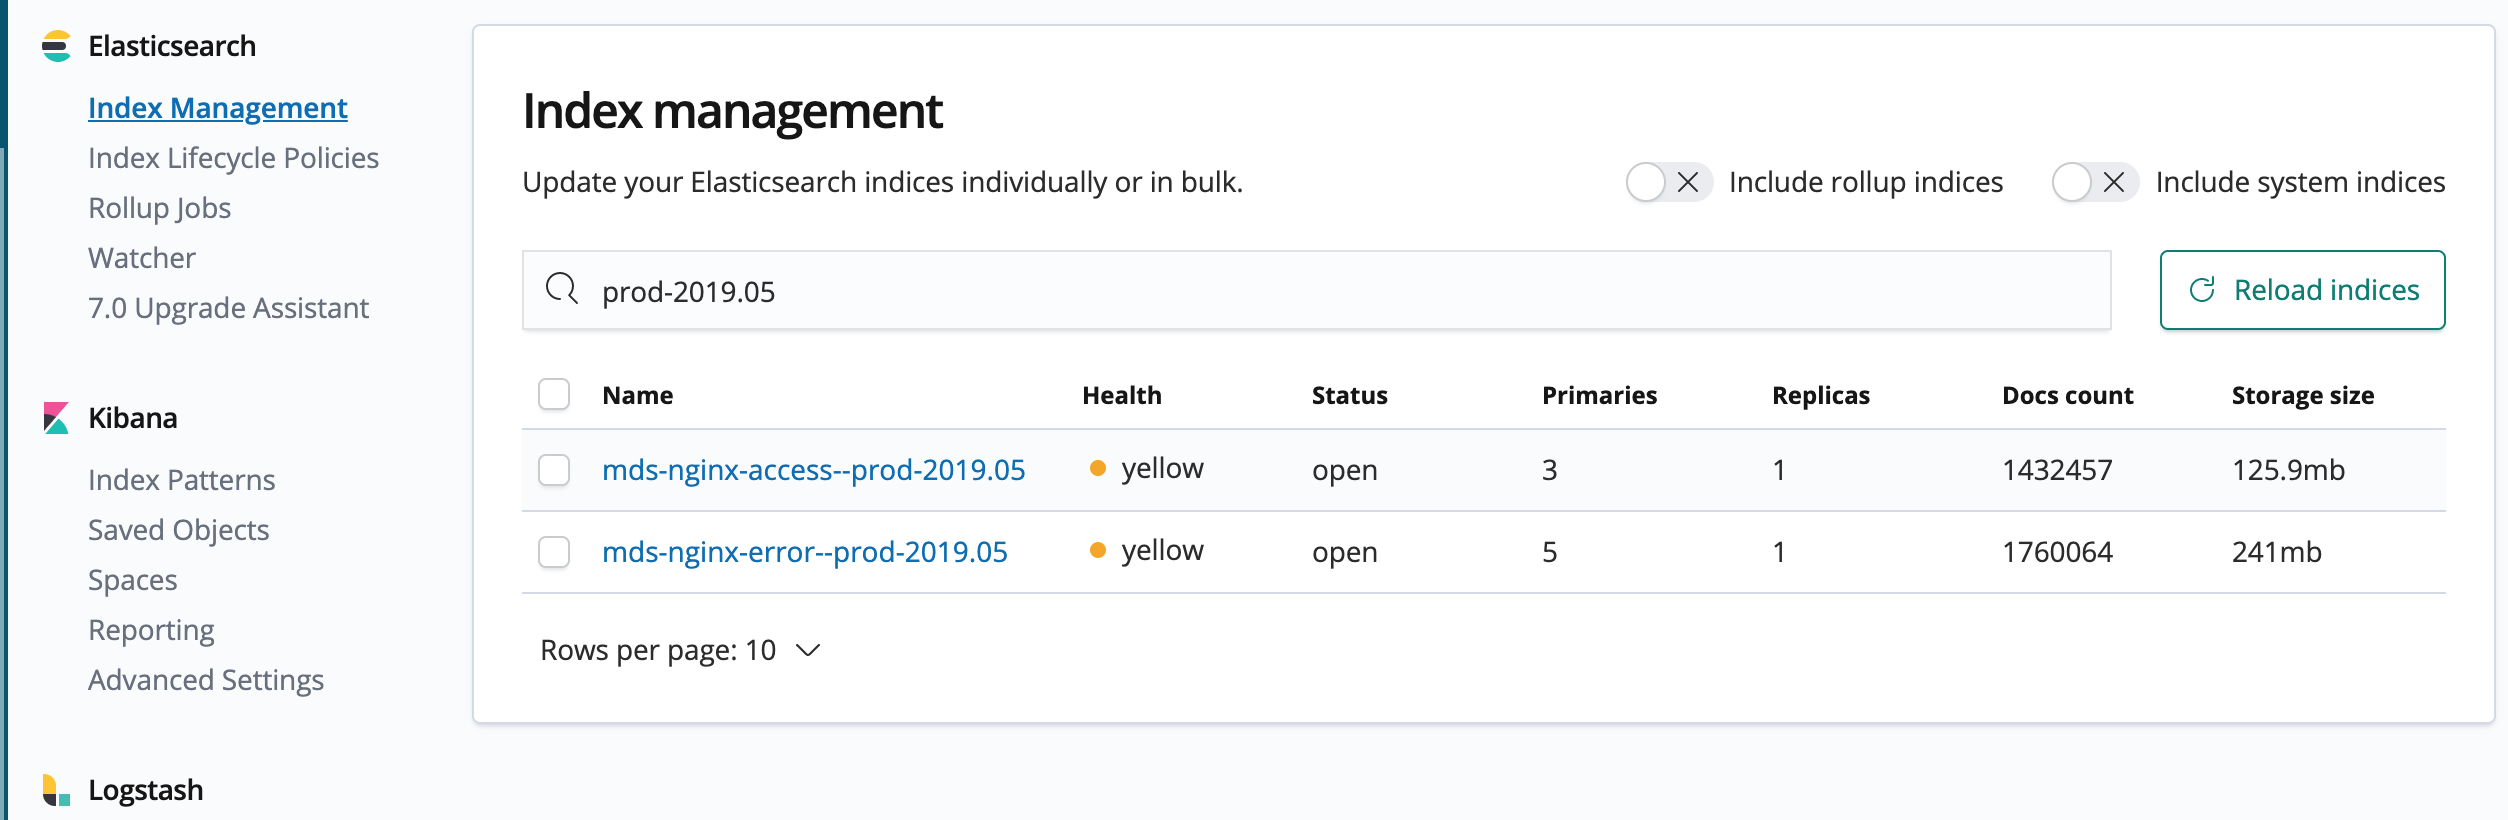 Elasticsearch
Index Management
Index Lifecycle Policies
Rollup Jobs
Watcher
7.0 Upgrade Assistant
Kibana
Index Patterns
Saved Objects
Spaces
Reporting
Advanced Settings
Logstash
Index management
Update your Elasticsearch indices individually or in bulk. Include rollup indices Include system indices
prod-2019.05 Reload indices
Name Health Status Primaries Replicas Docs count Storage size
mds-nginx-access--prod-2019.05 yellow open 3 1 1432457 125.9mb
mds-nginx-error--prod-2019.05 yellow open 5 1 1760064 241mb
Rows per page: 10